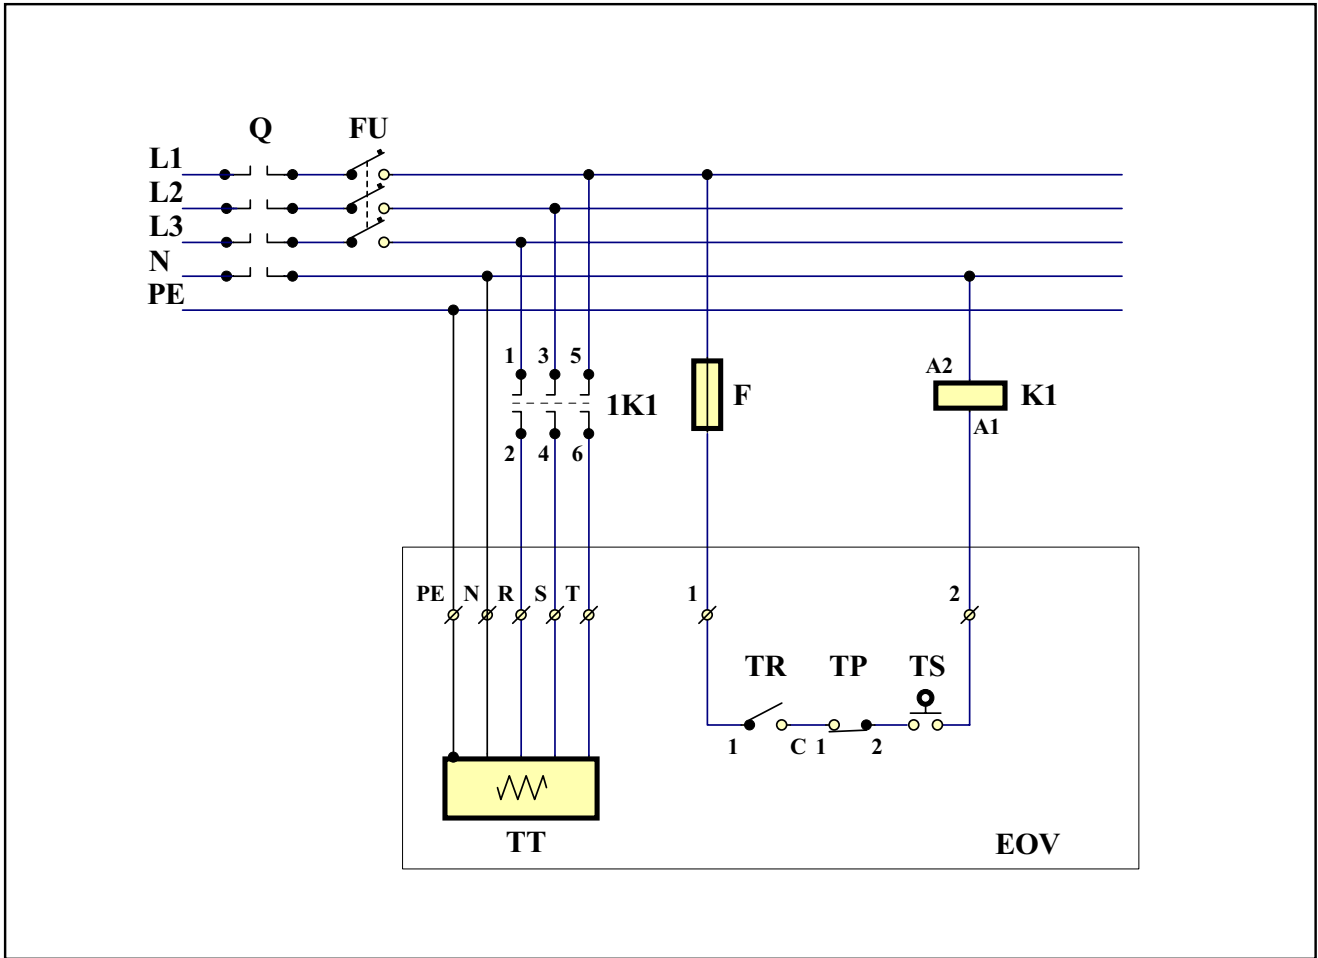 Q FU
L1
L2
L3
N
PE
1 3 5
A2
F
K1
1K1
A1
2 4 6
PE N R S T 1 2
TR TP TS
1 C 1 2
TT
EOV